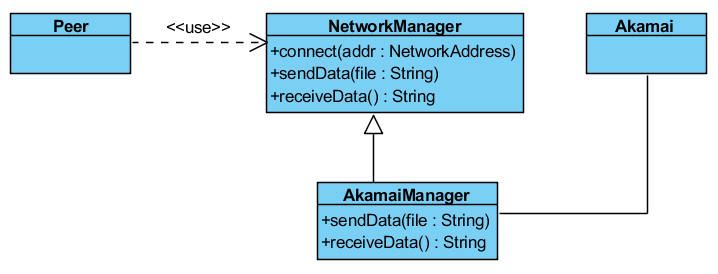 Peer
<<use>>
NetworkManager
+connect(addr : NetworkAddress)
+sendData(file : String)
+receiveData() : String
Akamai
AkamaiManager
+sendData(file : String)
+receiveData() : String